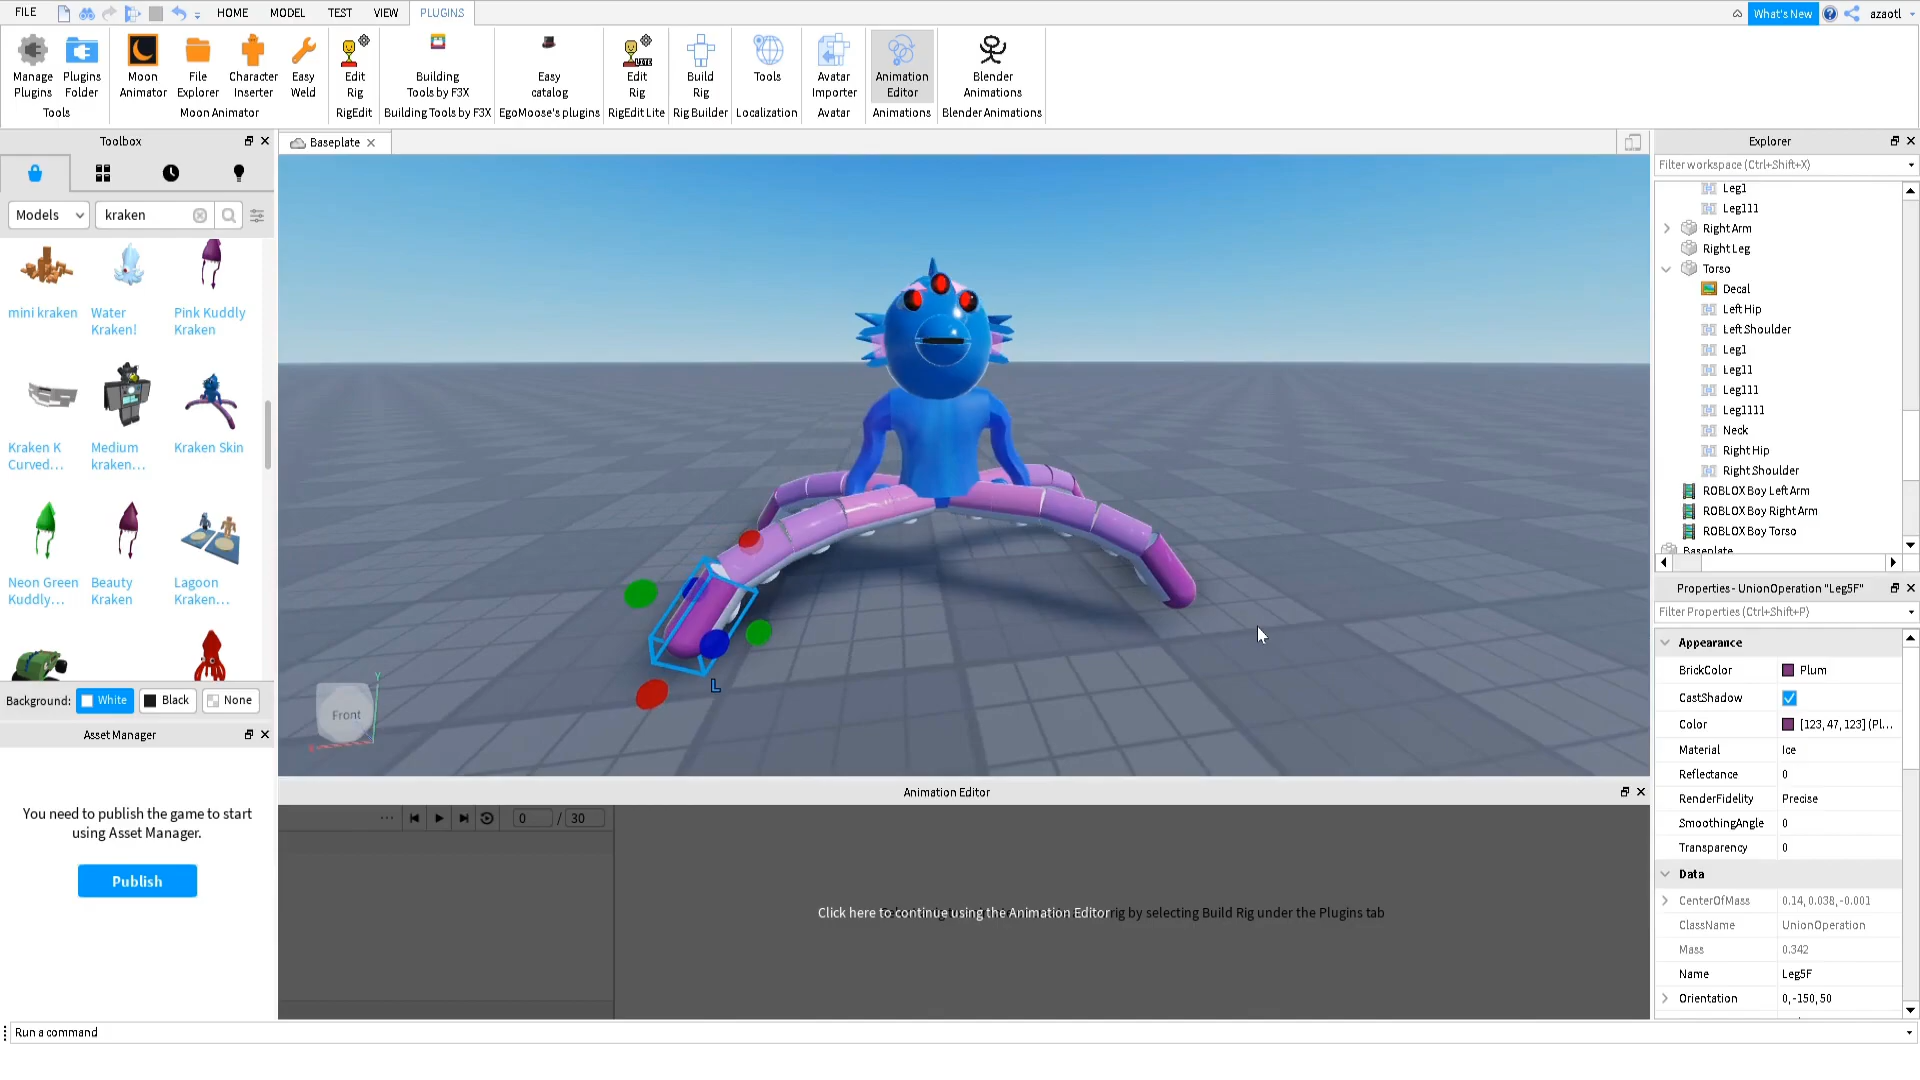 FILE
HOME
MODEL
TEST
VIEW
PLUGINS
What's New
azaotl
Manage Plugins
Plugins Folder
Tools
Moon Animator
File Explorer
Character Inserter
Easy Weld
Moon Animator
Edit Rig
RigEdit
Building Tools by F3X
Building Tools by F3X
Easy catalog
EgoMoose's plugins
LITE
Edit Rig
RigEdit Lite
Build Rig
Rig Builder
Tools
Localization
Avatar Importer
Avatar
Animation Editor
Animations
Blender Animations
Blender Animations
Toolbox
Models
kraken
mini kraken
Water Kraken!
Pink Kuddly Kraken
Kraken K Curved...
Medium kraken...
Kraken Skin
Neon Green Kuddly...
Beauty Kraken
Lagoon Kraken...
Background:
White
Black
None
Asset Manager
You need to publish the game to start
using Asset Manager.
Publish
Run a command
Baseplate
Front
Y
L
Animation Editor
0 / 30
Click here to continue using the Animation Editor
rig by selecting Build Rig under the Plugins tab
Explorer
Filter workspace (Ctrl+Shift+X)
Leg1
Leg111
Right Arm
Right Leg
Torso
Decal
Left Hip
Left Shoulder
Leg1
Leg11
Leg111
Leg1111
Neck
Right Hip
Right Shoulder
ROBLOX Boy Left Arm
ROBLOX Boy Right Arm
ROBLOX Boy Torso
Baseplate
Properties - UnionOperation "Leg5F"
Filter Properties (Ctrl+Shift+P)
Appearance
BrickColor Plum
CastShadow
Color [123, 47, 123] (Pl...
Material Ice
Reflectance 0
RenderFidelity Precise
SmoothingAngle 0
Transparency 0
Data
CenterOfMass 0.14, 0.038, -0.001
ClassName UnionOperation
Mass 0.342
Name Leg5F
Orientation 0, -150, 50